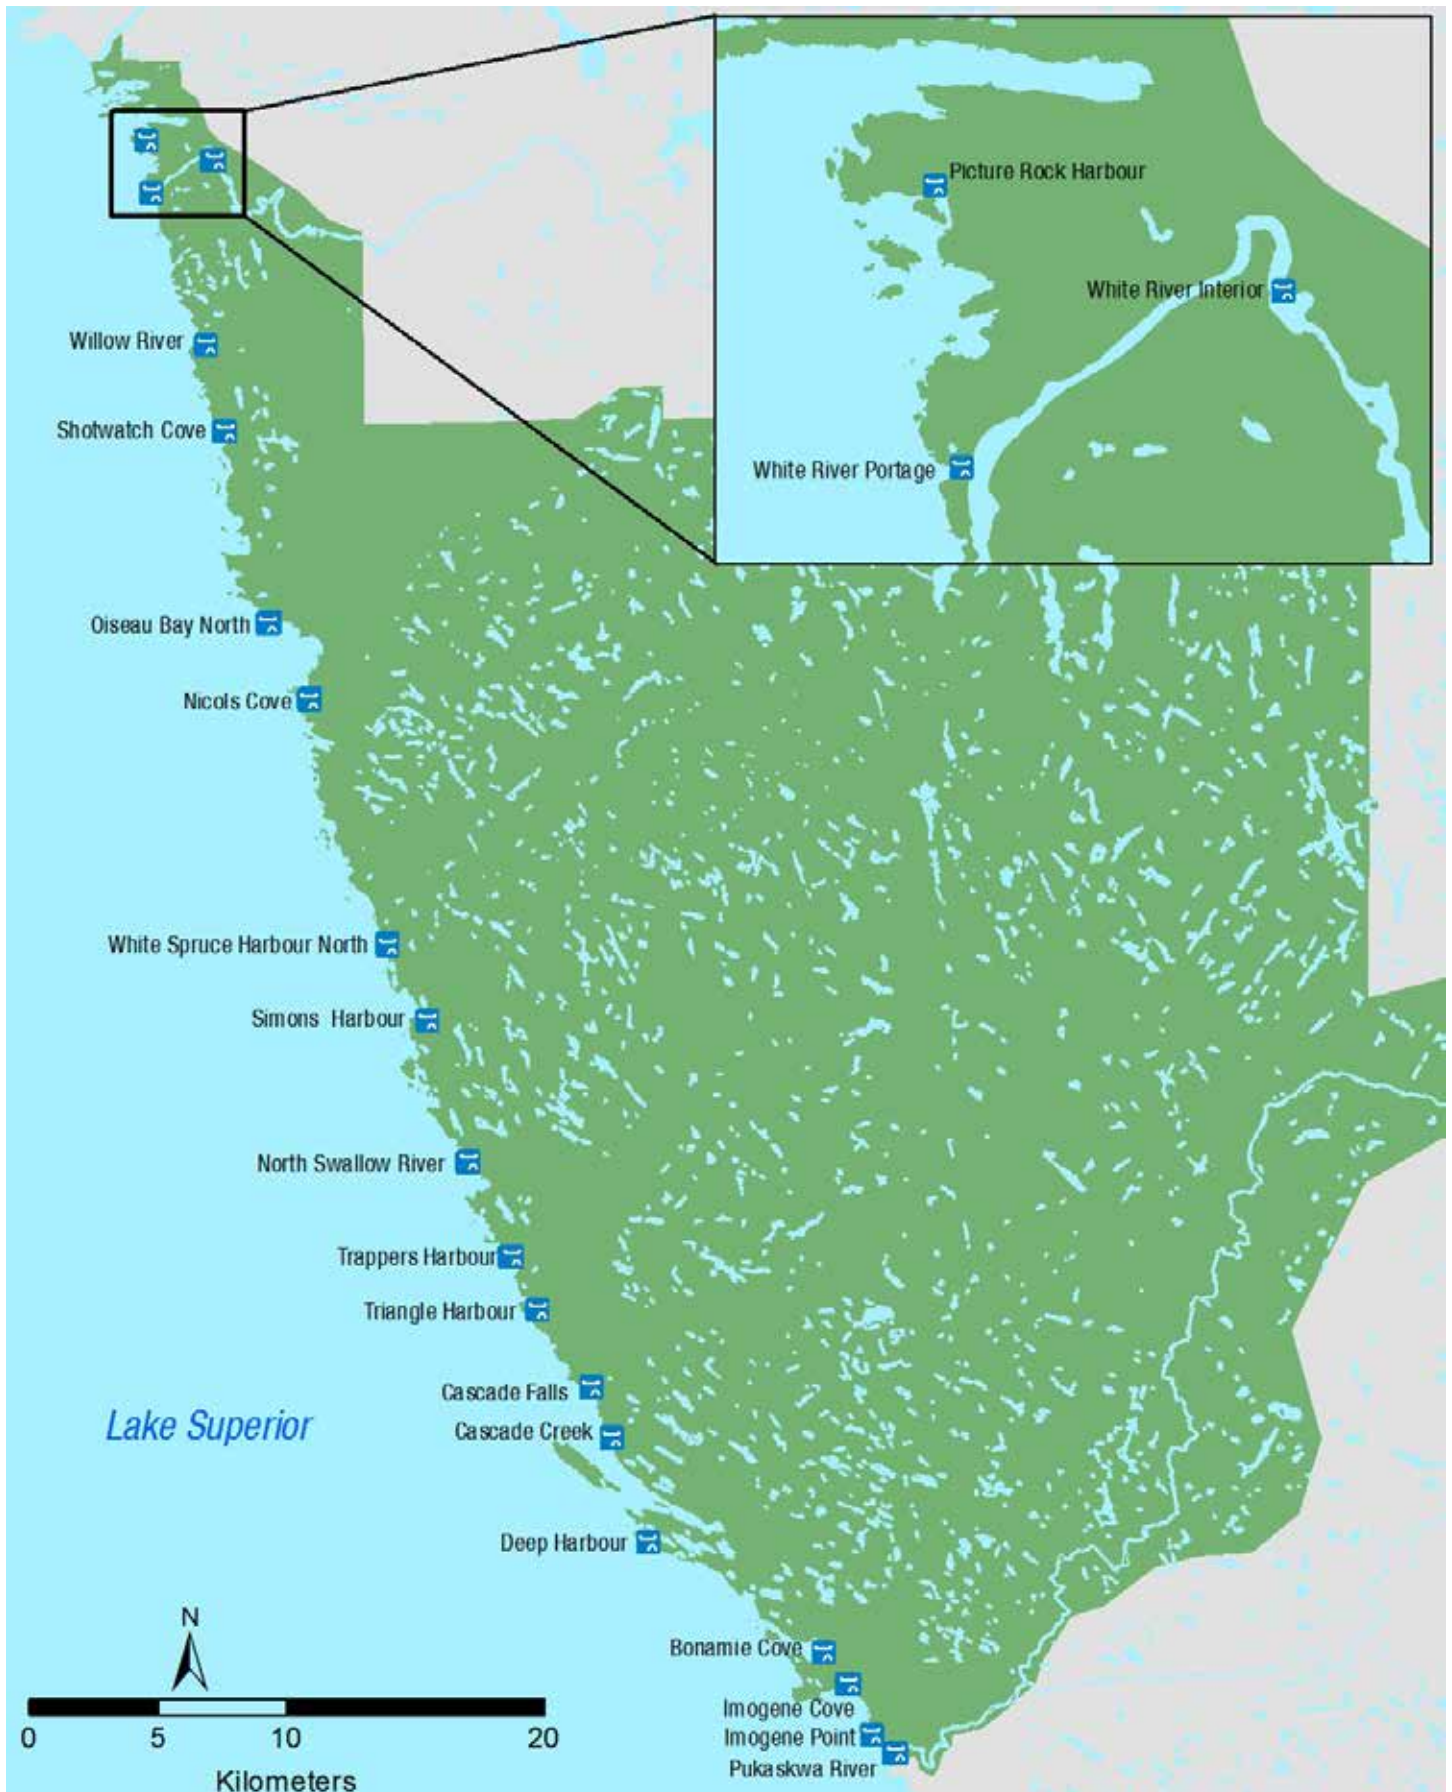 Picture Rock Harbour
White River Interior
White River Portage
Willow River
Shotwatch Cove
Oiseau Bay North
Nicols Cove
White Spruce Harbour North
Simons Harbour
North Swallow River
Trappers Harbour
Triangle Harbour
Cascade Falls
Lake Superior
Cascade Creek
Deep Harbour
N
Bonamie Cove
Imogene Cove
0 5 10 20
Imogene Point
Pukaskwa River
Kilometers